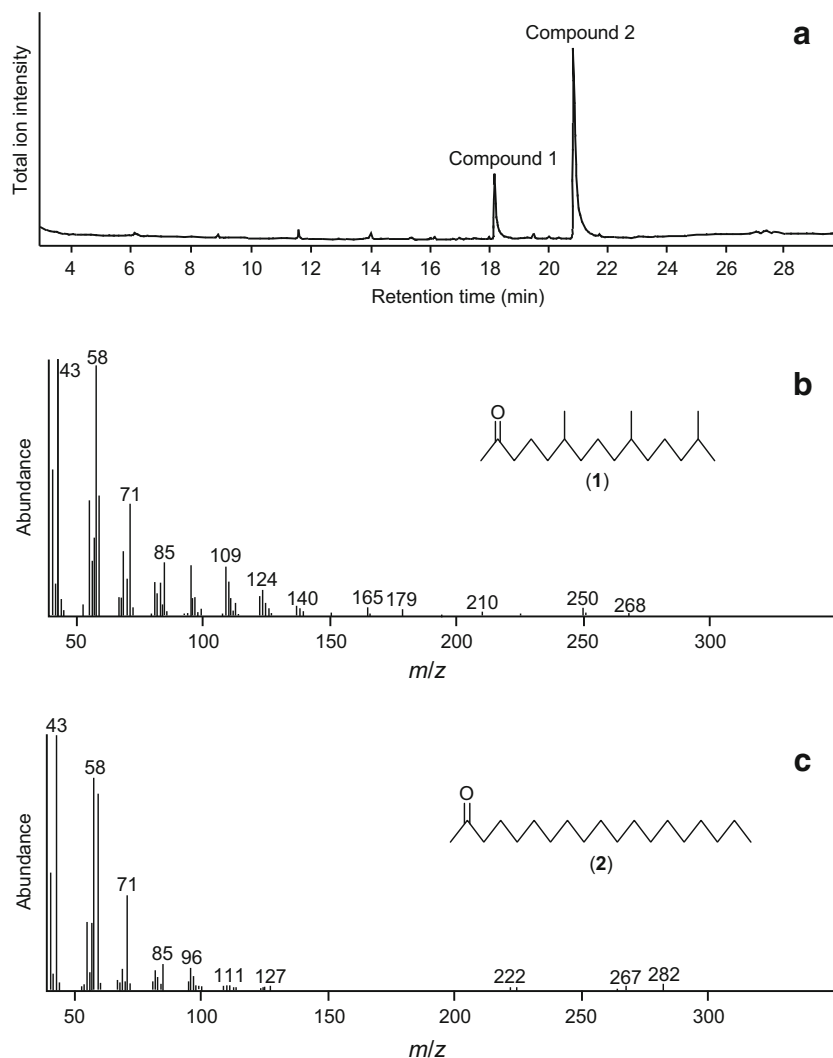 a
Compound 2
Compound 1
Total ion intensity
4 6 8 10 12 14 16 18 20 22 24 26 28
Retention time (min)
b
43 58 71 85 109 124 140 165 179 210 250 268
O
(1)
Abundance
50 100 150 200 250 300
m/z
c
43 58 71 85 96 111 127 222 267 282
O
(2)
Abundance
50 100 150 200 250 300
m/z